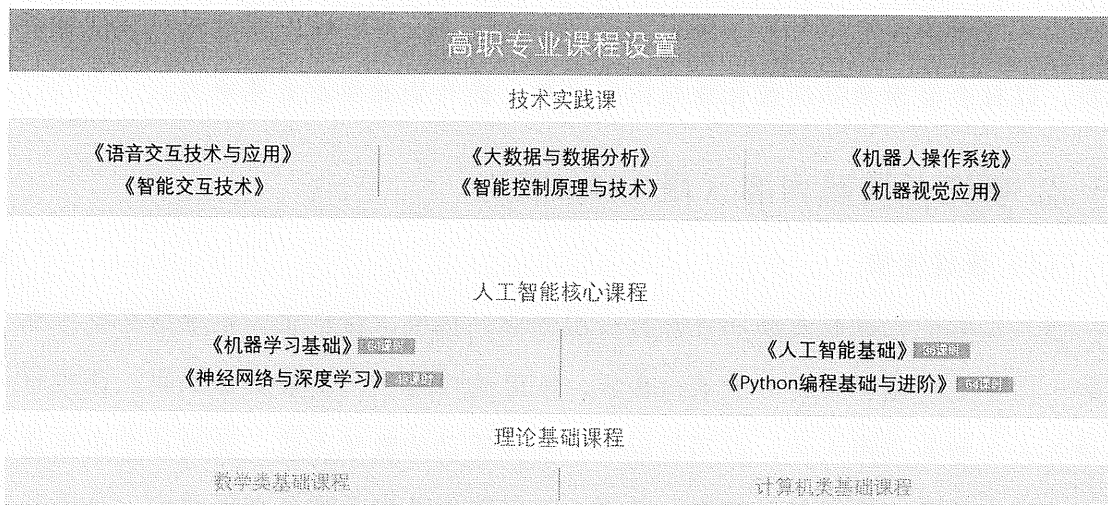 高职专业课程设置
技术实践课
《语音交互技术与应用》
《智能交互技术》
《大数据与数据分析》
《智能控制原理与技术》
《机器人操作系统》
《机器视觉应用》
人工智能核心课程
《机器学习基础》
《神经网络与深度学习》
《人工智能基础》
《Python编程基础与进阶》
理论基础课程
数学类基础课程
计算机类基础课程